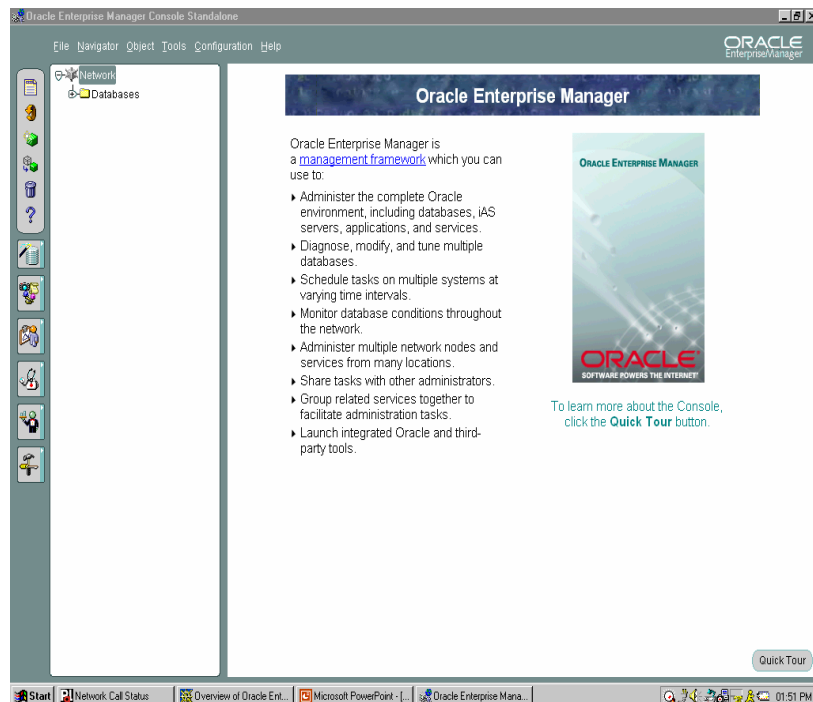 Oracle Enterprise Manager Console Standalone
File Navigator Object Tools Configuration Help
ORACLE
EnterpriseManager
Network
Databases
Oracle Enterprise Manager
Oracle Enterprise Manager is
a management framework which you can
use to:
Administer the complete Oracle
environment, including databases, iAS
servers, applications, and services.
Diagnose, modify, and tune multiple
databases.
Schedule tasks on multiple systems at
varying time intervals.
Monitor database conditions throughout
the network.
Administer multiple network nodes and
services from many locations.
Share tasks with other administrators.
Group related services together to
facilitate administration tasks.
Launch integrated Oracle and third-
party tools.
ORACLE ENTERPRISE MANAGER
ORACLE
SOFTWARE POWERS THE INTERNET
To learn more about the Console,
click the Quick Tour button.
Quick Tour
Start
Network Call Status
Overview of Oracle Ent...
Microsoft PowerPoint - [...
Oracle Enterprise Mana...
01:51 PM